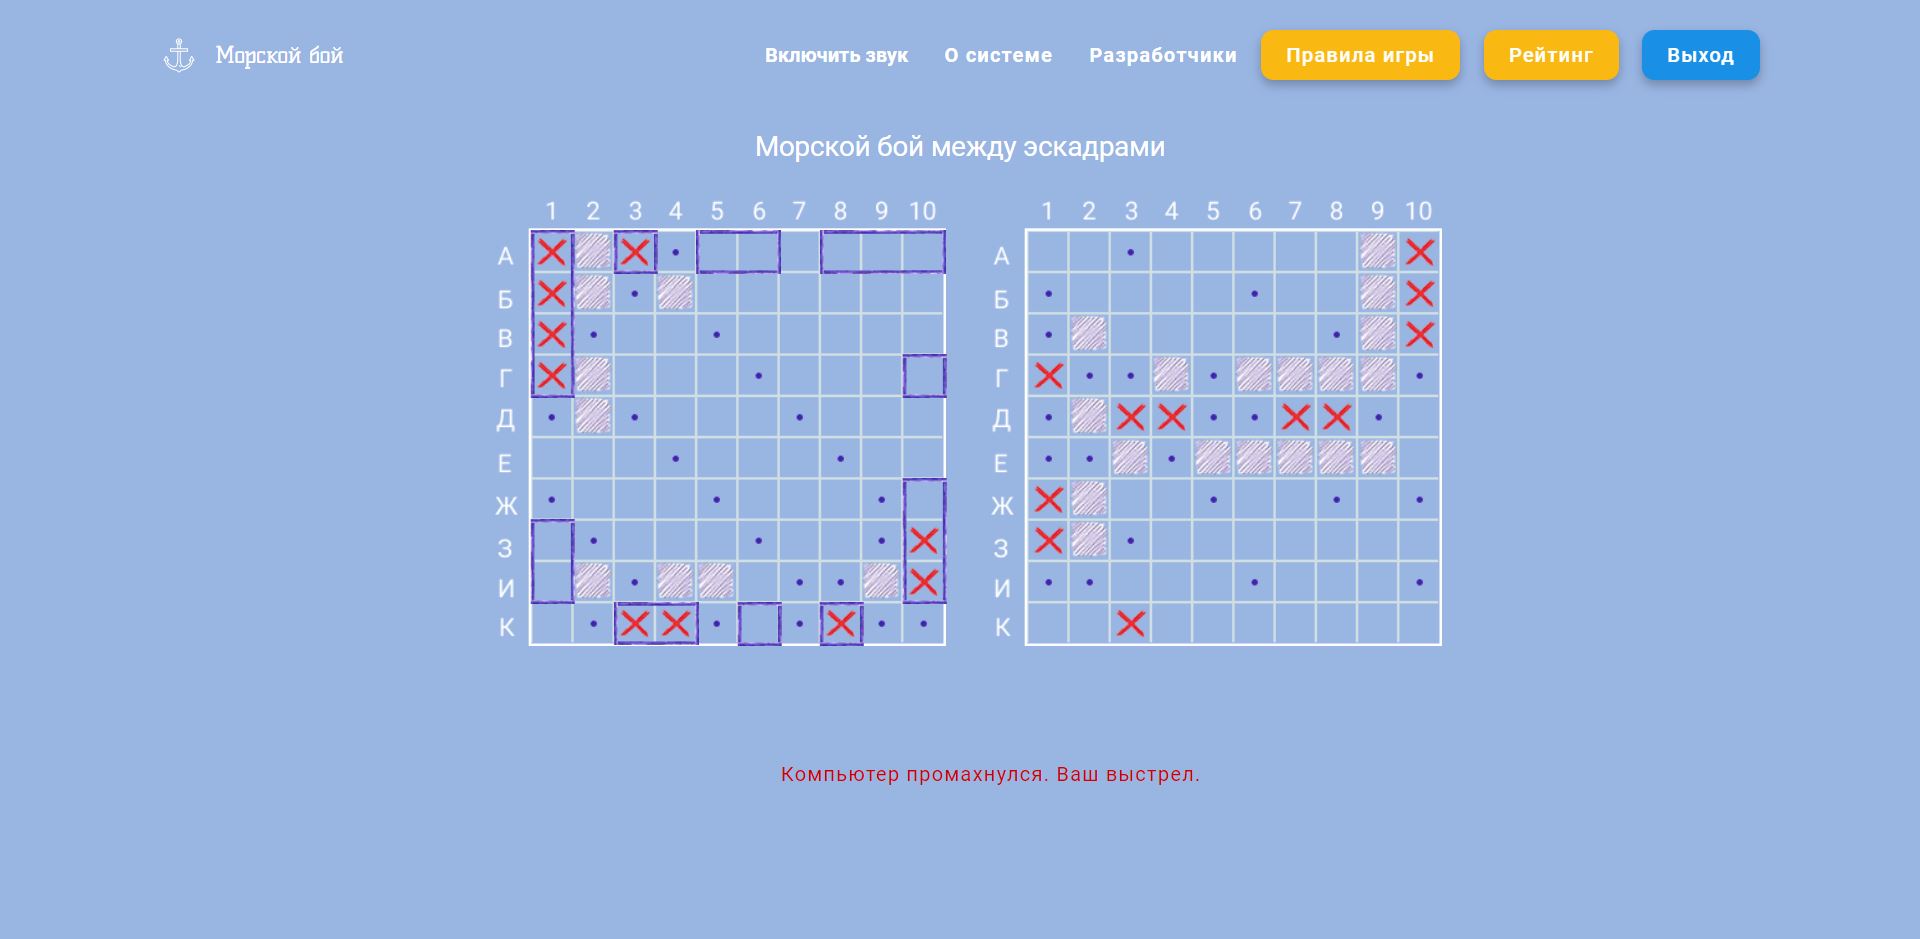 Морской бой
Включить звук О системе Разработчики Правила игры Рейтинг Выход
Морской бой между эскадрами
1 2 3 4 5 6 7 8 9 10
А
Б
В
Г
Д
Е
Ж
З
И
К
1 2 3 4 5 6 7 8 9 10
А
Б
В
Г
Д
Е
Ж
З
И
К
Компьютер промахнулся. Ваш выстрел.